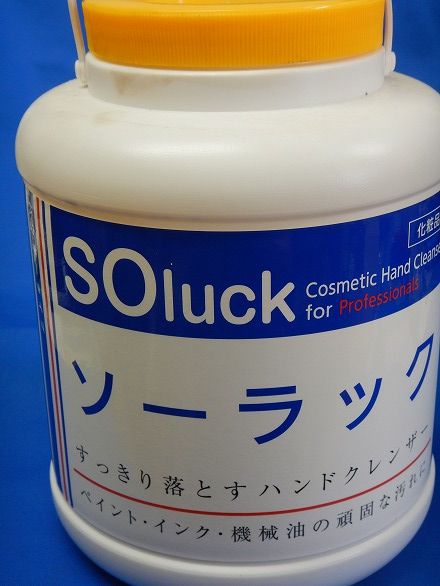 化粧品
SOluck
Cosmetic Hand Cleanse
for Professionals
ソーラック
すっきり落とすハンドクレンザー
ペイント・インク・機械油の頑固な汚れに